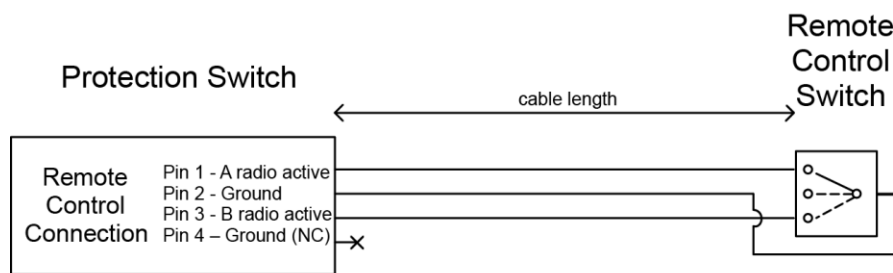 Remote
Control
Switch
Protection Switch
cable length
Remote
Control
Connection
Pin 1 - A radio active
Pin 2 - Ground
Pin 3 - B radio active
Pin 4 – Ground (NC)